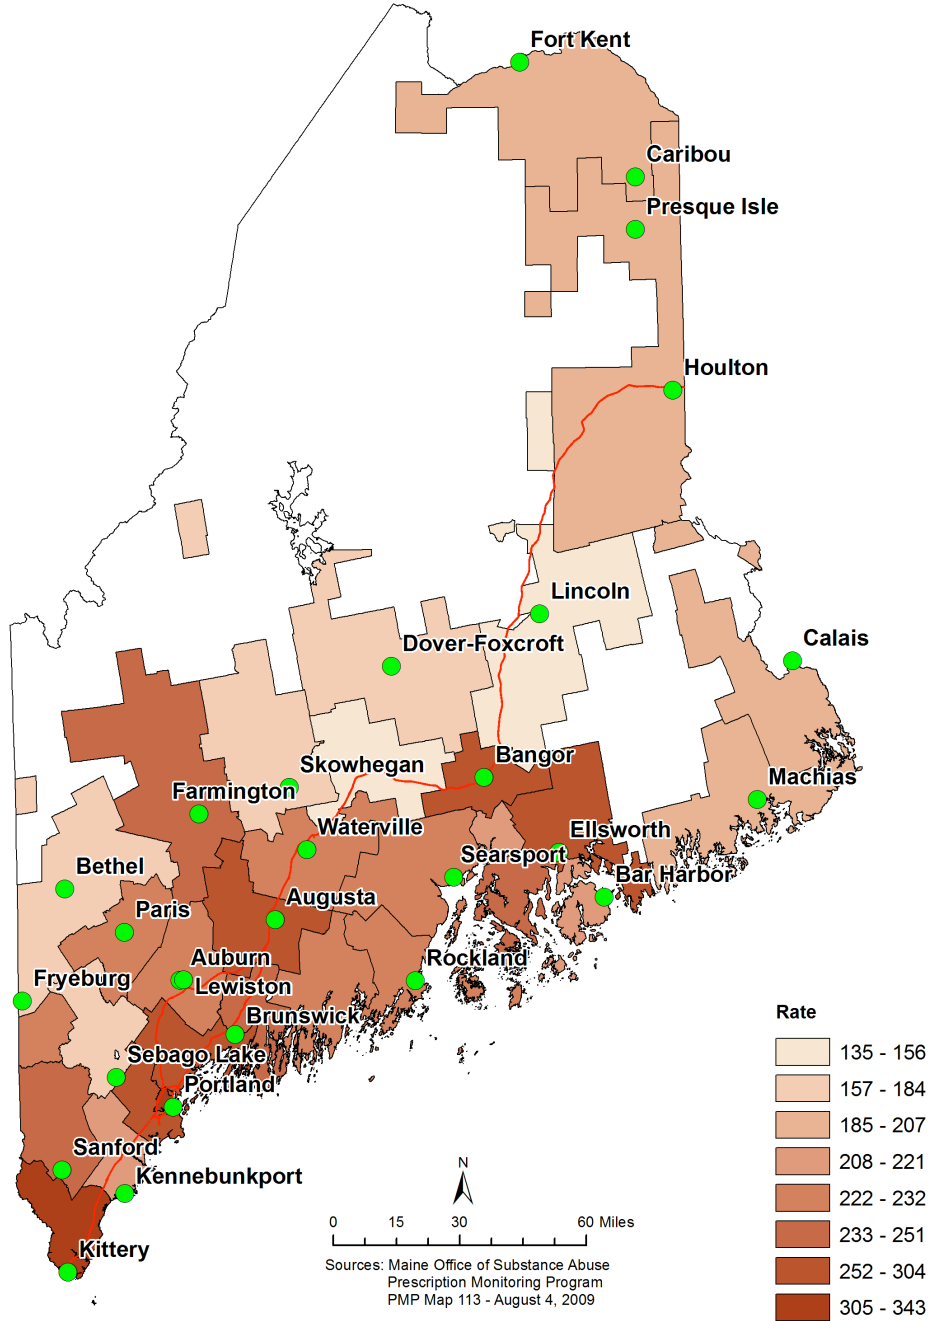 Fort Kent
Caribou
Presque Isle
Houlton
Lincoln
Dover-Foxcroft
Calais
Bangor
Skowhegan
Machias
Farmington
Waterville
Ellsworth
Searsport
Bethel
Bar Harbor
Augusta
Paris
Auburn
Rockland
Fryeburg
Lewiston
Brunswick
Sebago Lake
Portland
Sanford
Kennebunkport
Kittery
Rate
135 - 156
157 - 184
185 - 207
208 - 221
222 - 232
233 - 251
252 - 304
305 - 343
N
0 15 30 60 Miles
Sources: Maine Office of Substance Abuse
Prescription Monitoring Program
PMP Map 113 - August 4, 2009